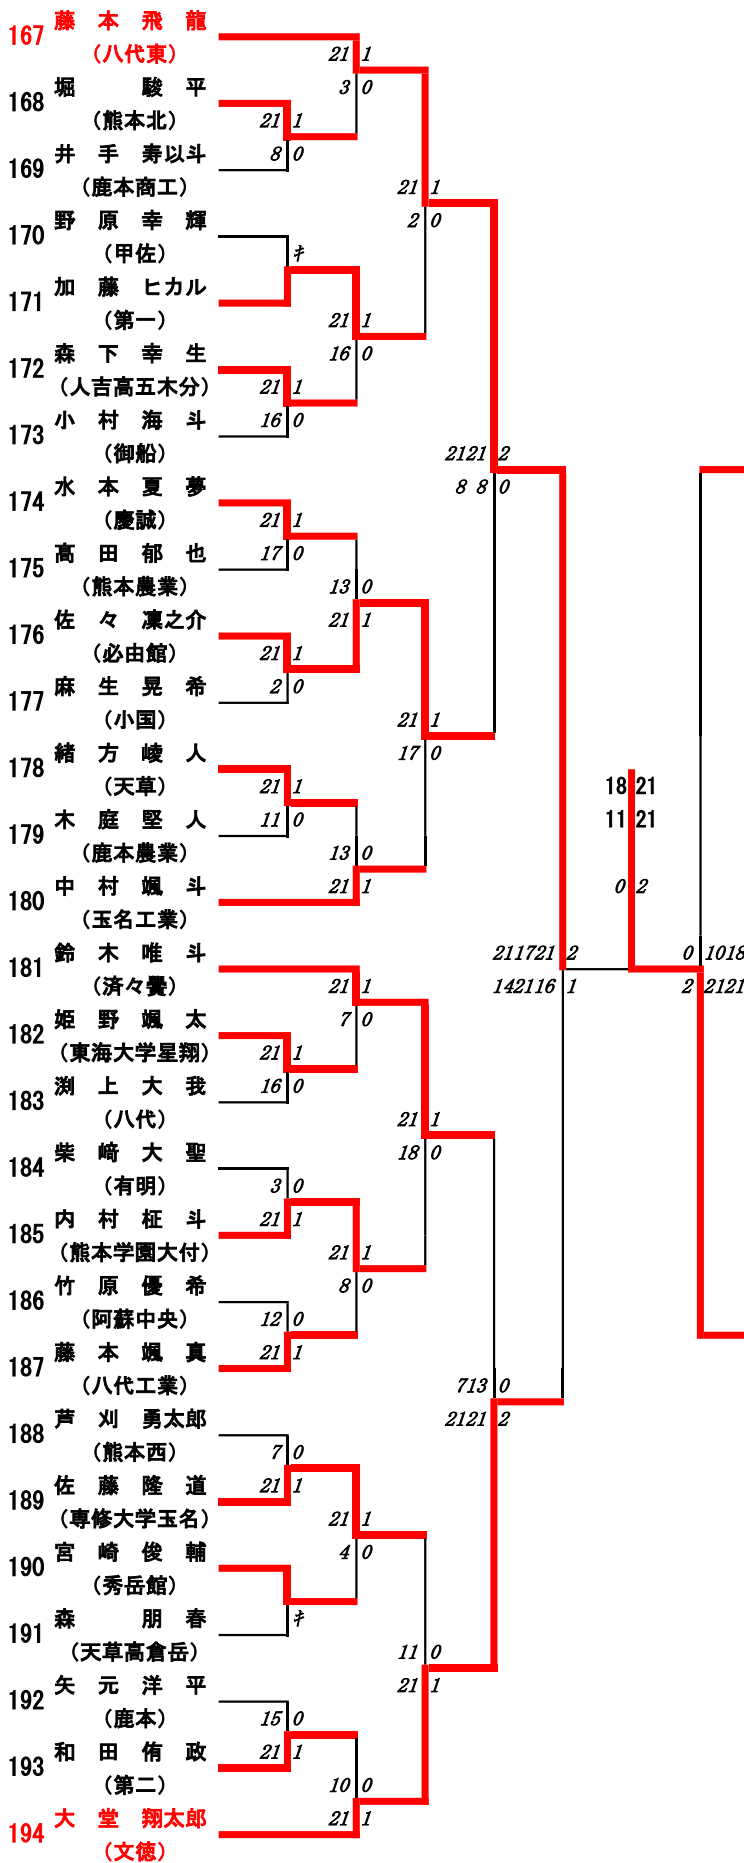 167 藤本飛龍
(八代東)
21 1
3 0
168 堀駿平
(熊本北)
21 1
8 0
169 井手寿以斗
(鹿本商工)
21 1
2 0
170 野原幸輝
(甲佐)
キ
171 加藤ヒカル
(第一)
21 1
16 0
172 森下幸生
(人吉高五木分)
21 1
16 0
173 小村海斗
(御船)
2121 2
8 8 0
174 水本夏夢
(慶誠)
21 1
17 0
175 髙田郁也
(熊本農業)
13 0
21 1
176 佐々凜之介
(必由館)
21 1
2 0
177 麻生晃希
(小国)
21 1
17 0
178 緒方崚人
(天草)
21 1
11 0
18 21
11 21
0 2
179 木庭堅人
(鹿本農業)
13 0
21 1
180 中村颯斗
(玉名工業)
211721 2
142116 1
0 1018
2 2121
181 鈴木唯斗
(済々黌)
21 1
7 0
182 姫野颯太
(東海大学星翔)
21 1
16 0
183 渕上大我
(八代)
21 1
18 0
184 柴﨑大聖
(有明)
3 0
21 1
185 内村柾斗
(熊本学園大付)
21 1
8 0
186 竹原優希
(阿蘇中央)
12 0
21 1
187 藤本颯真
(八代工業)
713 0
2121 2
188 芦刈勇太郎
(熊本西)
7 0
21 1
189 佐藤隆道
(専修大学玉名)
21 1
4 0
190 宮崎俊輔
(秀岳館)
キ
191 森朋春
(天草高倉岳)
11 0
21 1
192 矢元洋平
(鹿本)
15 0
21 1
193 和田侑政
(第二)
10 0
21 1
194 大堂翔太郎
(文徳)